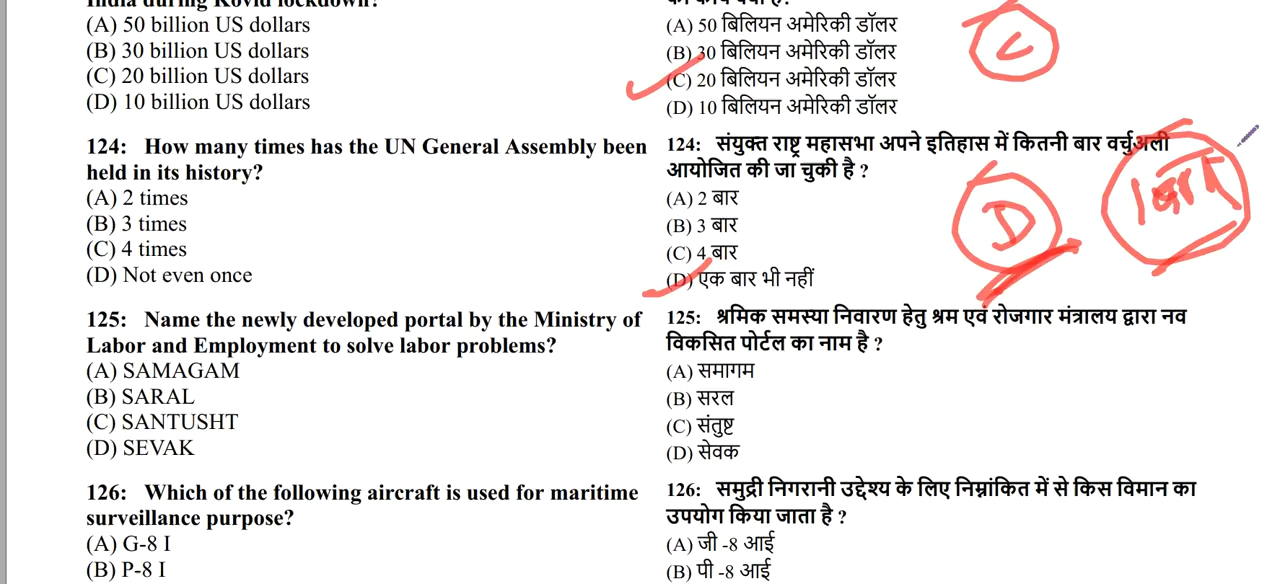 India during Kovid lockdown?
(A) 50 billion US dollars
(B) 30 billion US dollars
(C) 20 billion US dollars
(D) 10 billion US dollars
124: How many times has the UN General Assembly been
held in its history?
(A) 2 times
(B) 3 times
(C) 4 times
(D) Not even once
125: Name the newly developed portal by the Ministry of
Labor and Employment to solve labor problems?
(A) SAMAGAM
(B) SARAL
(C) SANTUSHT
(D) SEVAK
126: Which of the following aircraft is used for maritime
surveillance purpose?
(A) G-8 I
(B) P-8 I
(A) 50 बिलियन अमेरिकी डॉलर
(B) 30 बिलियन अमेरिकी डॉलर
(C) 20 बिलियन अमेरिकी डॉलर
(D) 10 बिलियन अमेरिकी डॉलर
C
124: संयुक्त राष्ट्र महासभा अपने इतिहास में कितनी बार वर्चुअली
आयोजित की जा चुकी है ?
(A) 2 बार
(B) 3 बार
(C) 4 बार
(D) एक बार भी नहीं
D
125: श्रमिक समस्या निवारण हेतु श्रम एवं रोजगार मंत्रालय द्वारा नव
विकसित पोर्टल का नाम है ?
(A) समागम
(B) सरल
(C) संतुष्ट
(D) सेवक
126: समुद्री निगरानी उद्देश्य के लिए निम्नांकित में से किस विमान का
उपयोग किया जाता है ?
(A) जी -8 आई
(B) पी -8 आई